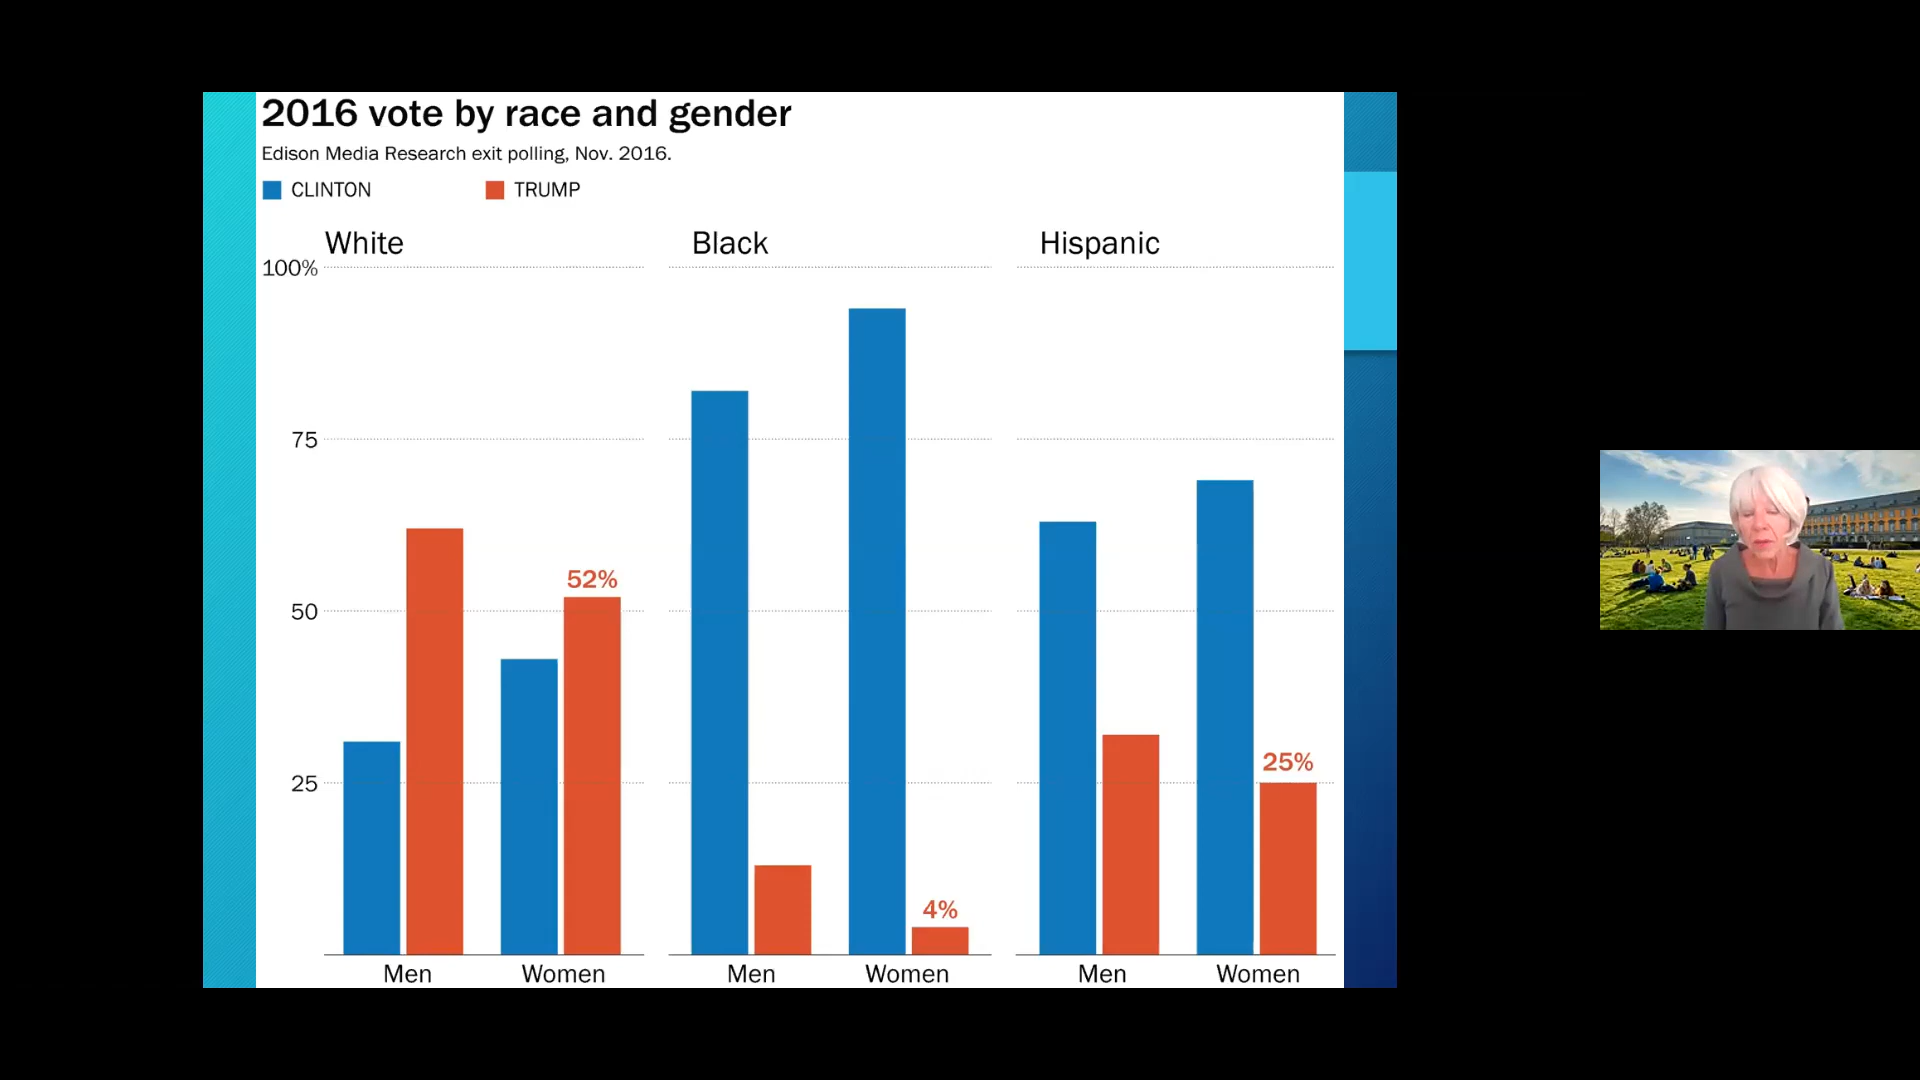 2016 vote by race and gender
Edison Media Research exit polling, Nov. 2016.
CLINTON TRUMP
White Black Hispanic
100%
75
52%
50
25%
25
4%
Men Women Men Women Men Women